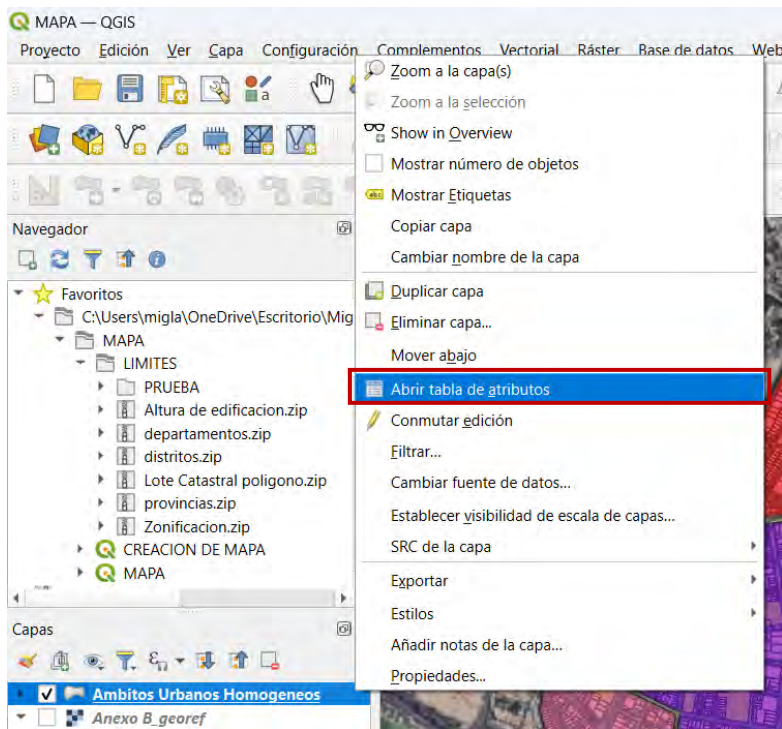 MAPA — QGIS
Proyecto Edición Ver Capa Configuración Complementos Vectorial Ráster Base de datos Web
Zoom a la capa(s)
Zoom a la selección
Show in Overview
Mostrar número de objetos
abc Mostrar Etiquetas
Copiar capa
Cambiar nombre de la capa
Duplicar capa
Eliminar capa...
Mover abajo
Abrir tabla de atributos
Conmutar edición
Filtrar...
Cambiar fuente de datos...
Establecer visibilidad de escala de capas...
SRC de la capa
Exportar
Estilos
Añadir notas de la capa...
Propiedades...
Navegador
Favoritos
C:\Users\migla\OneDrive\Escritorio\Mig
MAPA
LIMITES
PRUEBA
Altura de edificacion.zip
departamentos.zip
distritos.zip
Lote Catastral poligono.zip
provincias.zip
Zonificacion.zip
CREACION DE MAPA
MAPA
Capas
Ambitos Urbanos Homogeneos
Anexo B_georef